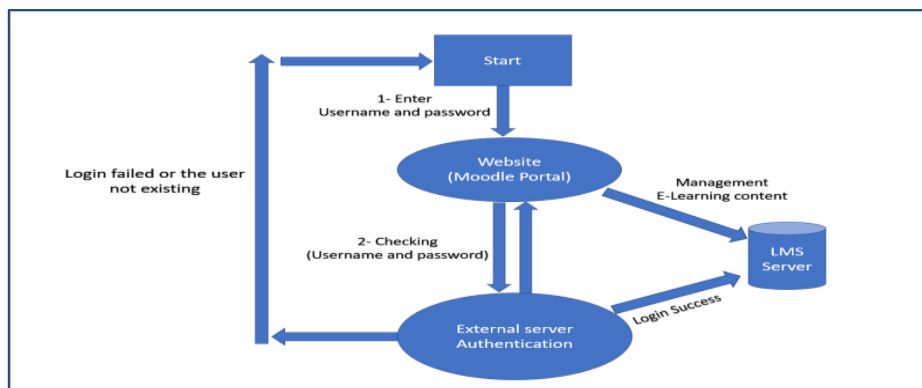 Start
1- Enter
Username and password
Website
(Moodle Portal)
Login failed or the user
not existing
Management
E-Learning content
2- Checking
(Username and password)
LMS
Server
Login Success
External server
Authentication